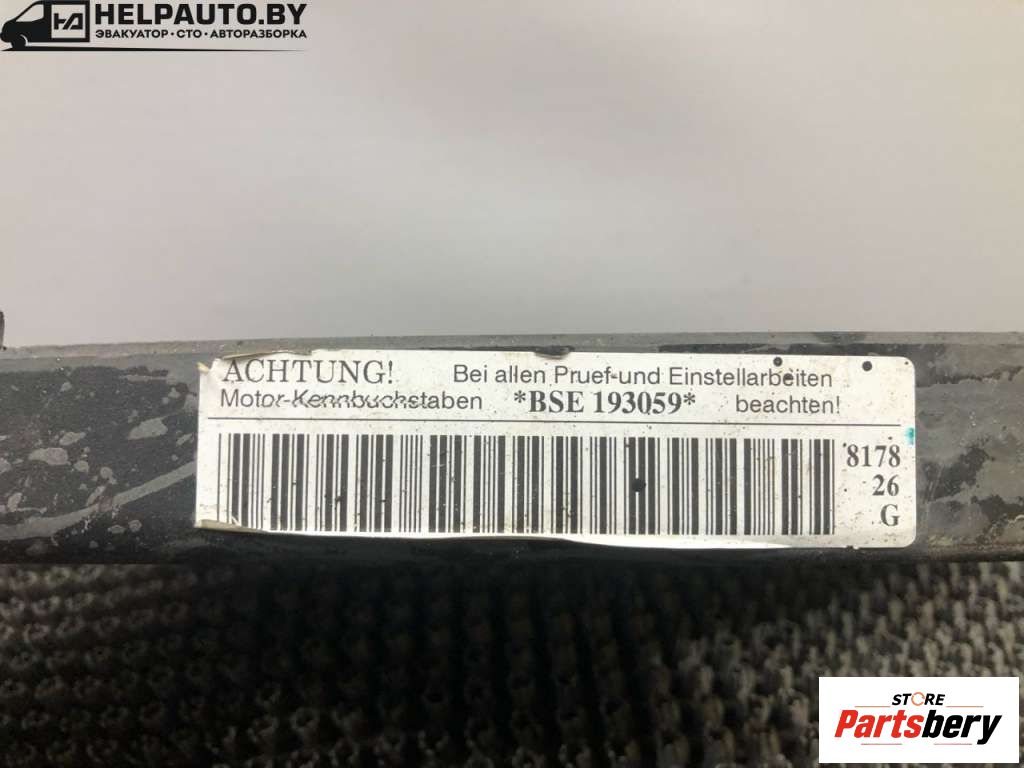 HELPAUTO.BY
ЭВАКУАТОР · СТО · АВТОРАЗБОРКА
ACHTUNG! Bei allen Pruef-und Einstellarbeiten
Motor-Kennbuchstaben *BSE 193059* beachten!
8178
26
G
STORE
Partsbery